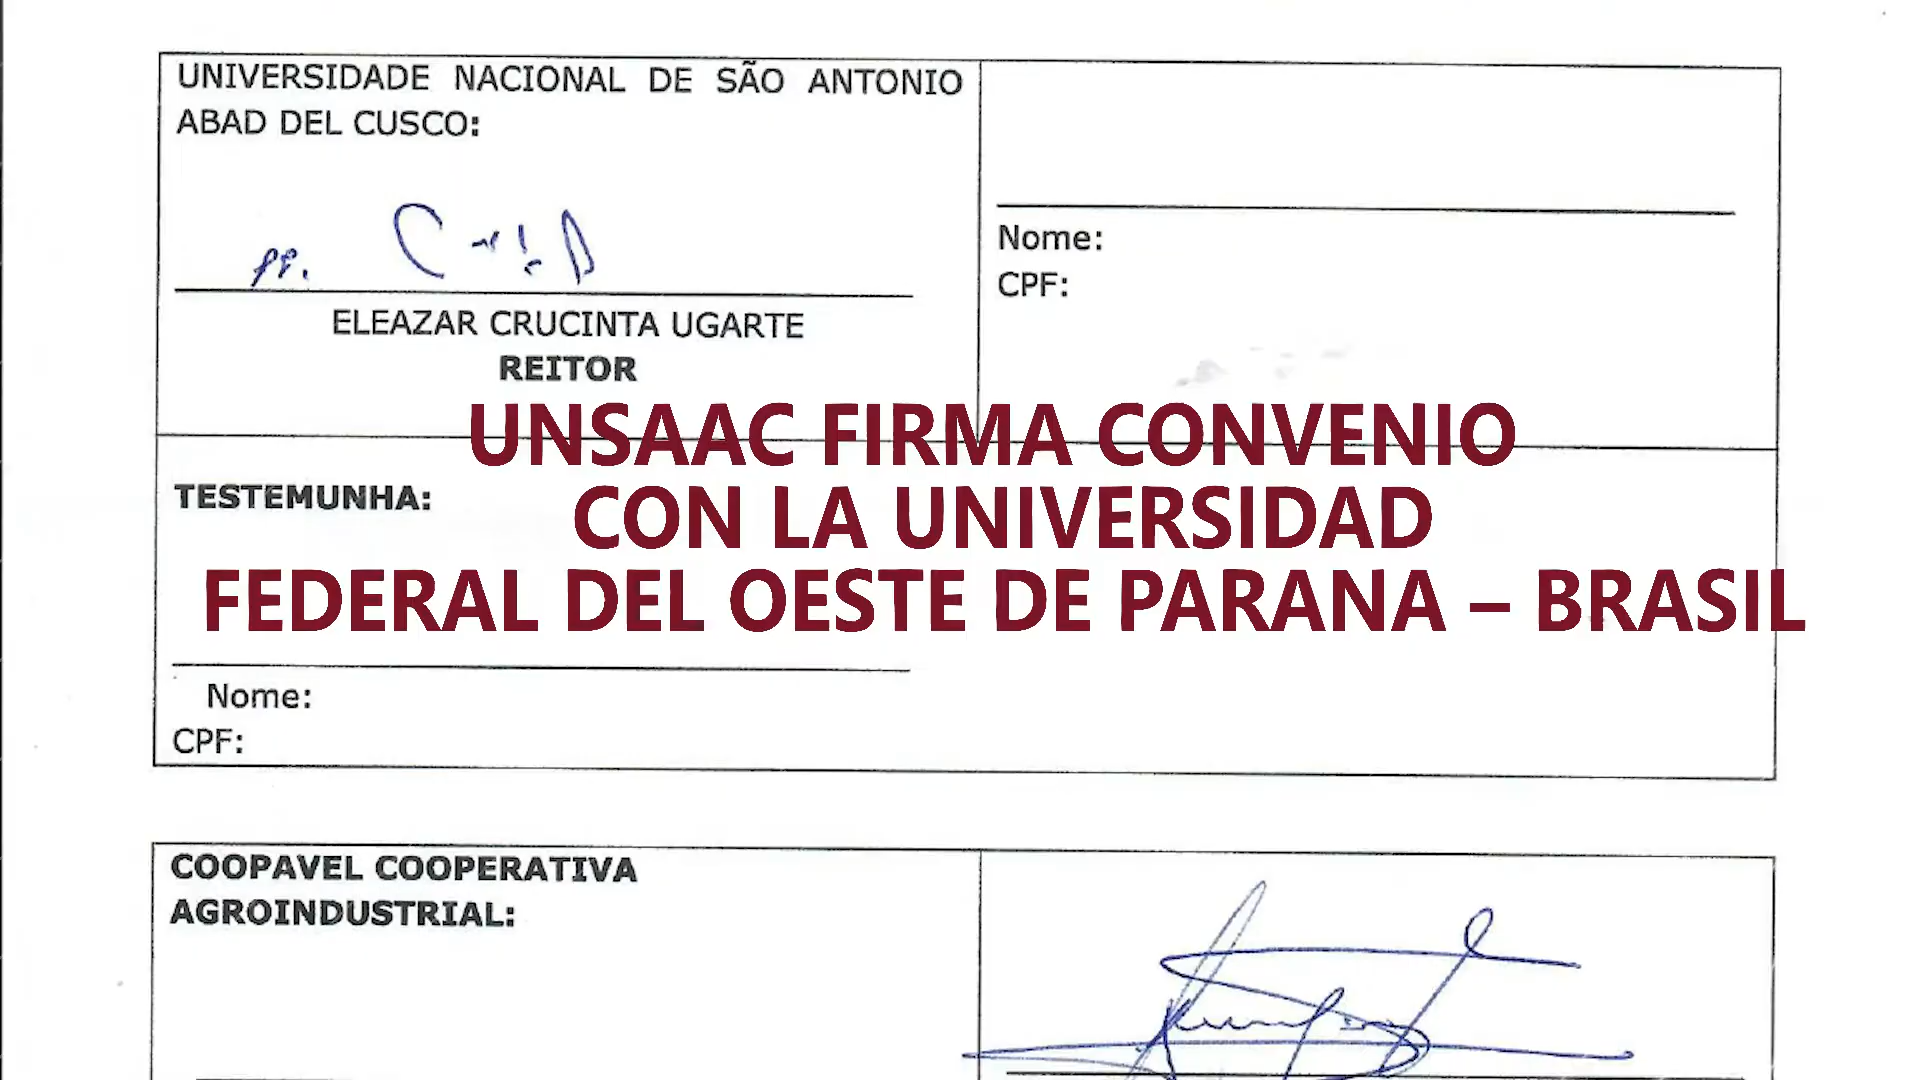 UNIVERSIDADE NACIONAL DE SÃO ANTONIO
ABAD DEL CUSCO:
pp.
ELEAZAR CRUCINTA UGARTE
REITOR
Nome:
CPF:
UNSAAC FIRMA CONVENIO
CON LA UNIVERSIDAD
FEDERAL DEL OESTE DE PARANA – BRASIL
TESTEMUNHA:
Nome:
CPF:
COOPAVEL COOPERATIVA
AGROINDUSTRIAL: